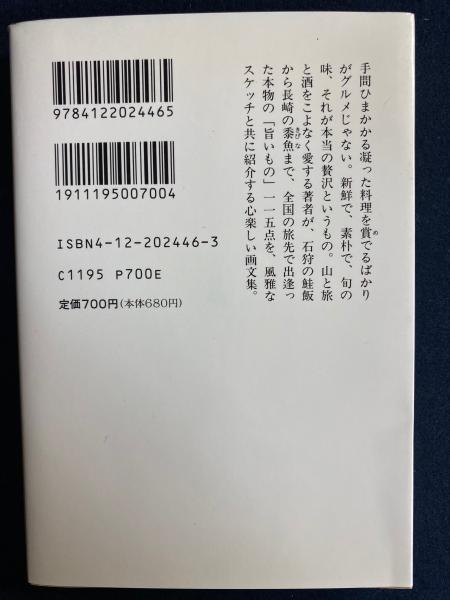 手間ひまかかる凝った料理を賞でるばかり
がグルメじゃない。新鮮で、素朴で、旬の
味、それが本当の贅沢というもの。山と旅
と酒をこよなく愛する著者が、石狩の鮭飯
から長崎の黍魚まで、全国の旅先で出逢っ
た本物の「旨いもの」一一五点を、風雅な
スケッチと共に紹介する心楽しい画文集。
め
きびな
9784122024465
1911195007004
ISBN4-12-202446-3
C1195 P700E
定価700円(本体680円)